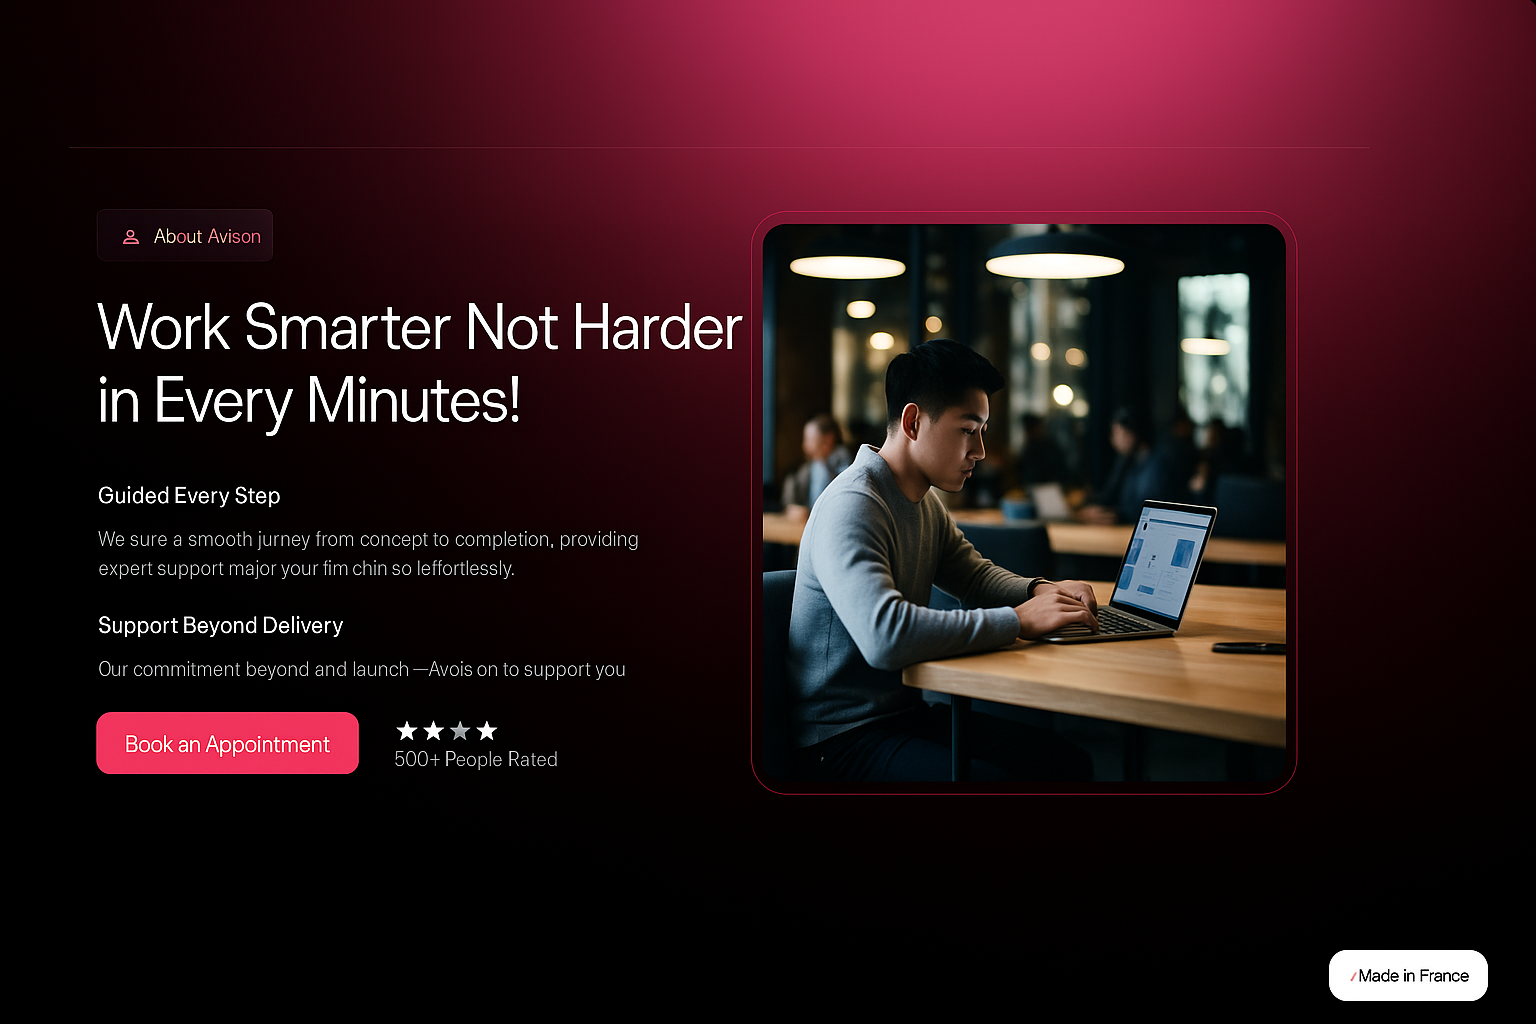 About Avison
Work Smarter Not Harder
in Every Minutes!
Guided Every Step
We sure a smooth jurney from concept to completion, providing
expert support major your fim chin so leffortlessly.
Support Beyond Delivery
Our commitment beyond and launch —Avois on to support you
Book an Appointment
500+ People Rated
Made in France